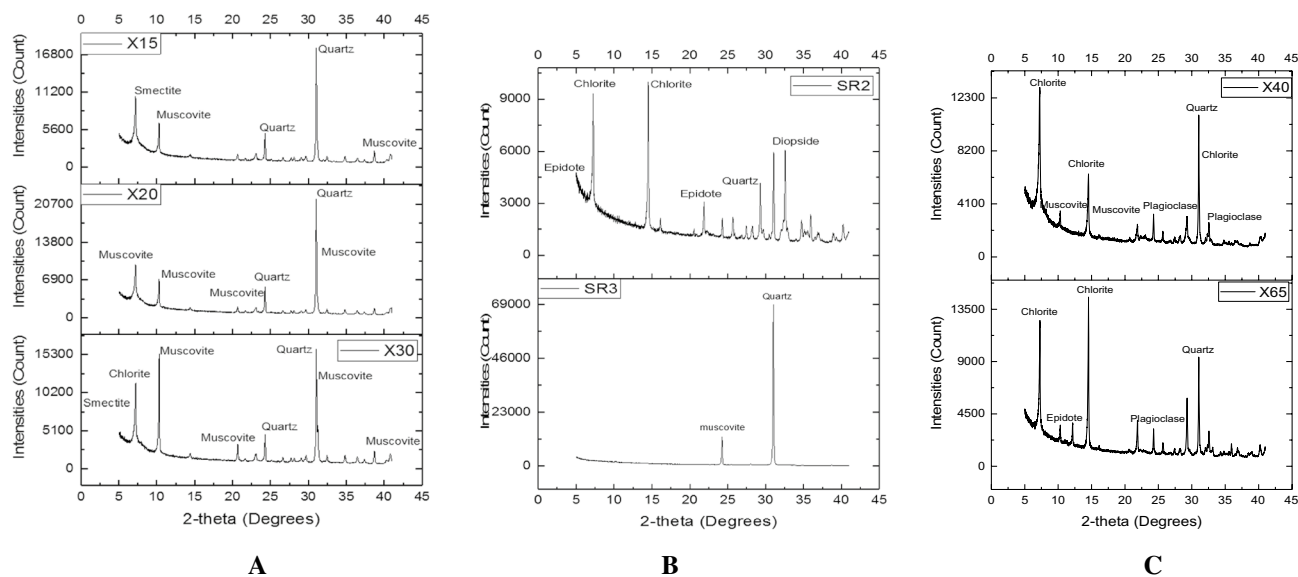 0 5 10 15 20 25 30 35 40 45
X15
16800
11200
5600
0
Intensities (Count)
Smectite
Muscovite
Quartz
Quartz
Muscovite
X20
20700
13800
6900
0
Intensities (Count)
Muscovite
Muscovite
Muscovite
Quartz
Quartz
Muscovite
X30
15300
10200
5100
0
Intensities (Count)
Smectite
Chlorite
Muscovite
Muscovite
Quartz
Quartz
Muscovite
Muscovite
0 5 10 15 20 25 30 35 40 45
2-theta (Degrees)
A
0 5 10 15 20 25 30 35 40 45
SR2
9000
6000
3000
0
Intensities (Count)
Epidote
Chlorite
Chlorite
Epidote
Quartz
Diopside
SR3
69000
46000
23000
0
Intensities (Count)
muscovite
Quartz
0 5 10 15 20 25 30 35 40 45
2-theta (Degrees)
B
0 5 10 15 20 25 30 35 40 45
X40
12300
8200
4100
0
Intensities (Count)
Chlorite
Muscovite
Chlorite
Muscovite
Plagioclase
Quartz
Chlorite
Plagioclase
X65
13500
9000
4500
0
Intensities (Count)
Chlorite
Epidote
Chlorite
Plagioclase
Quartz
0 5 10 15 20 25 30 35 40 45
2-theta (Degrees)
C